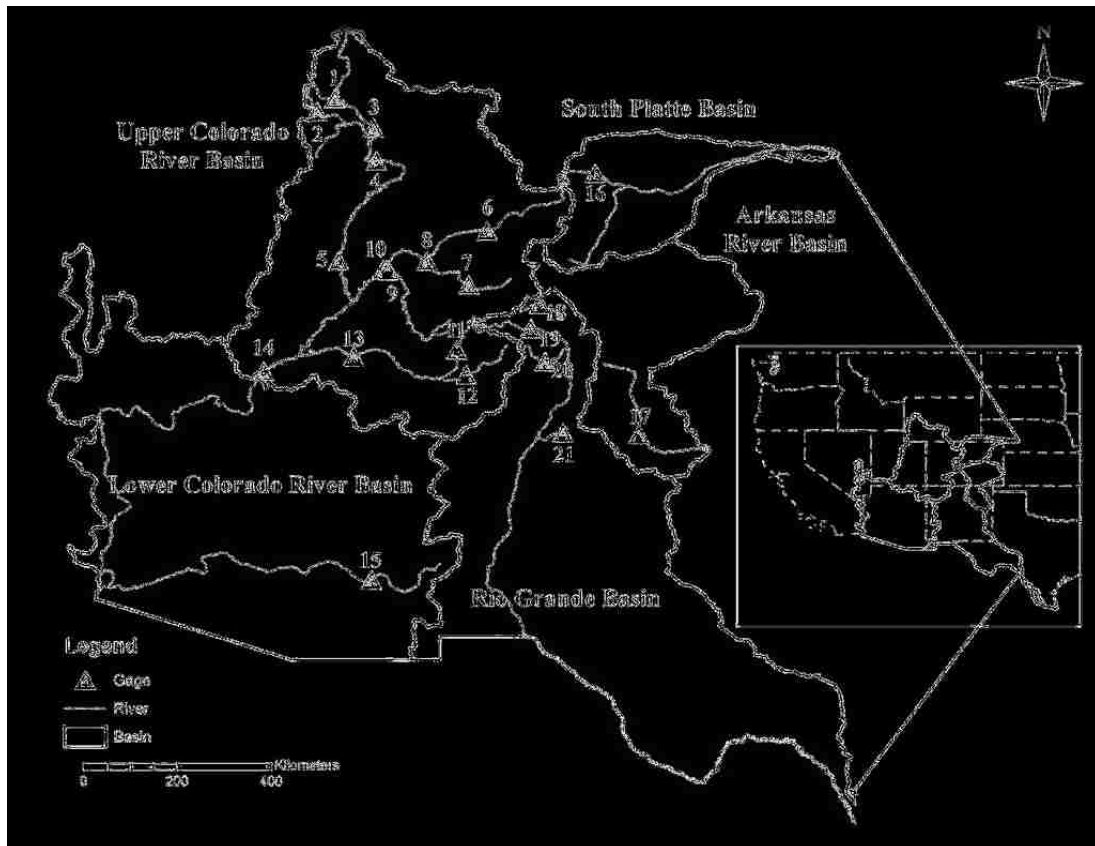 N
South Platte Basin
Upper Colorado
River Basin
Arkansas
River Basin
1
2
3
4
16
6
5
10
8
7
9
18
11
13
19
14
12
20
17
21
Lower Colorado River Basin
15
Rio Grande Basin
Legend
Gage
River
Basin
Kilometers
0
200
400